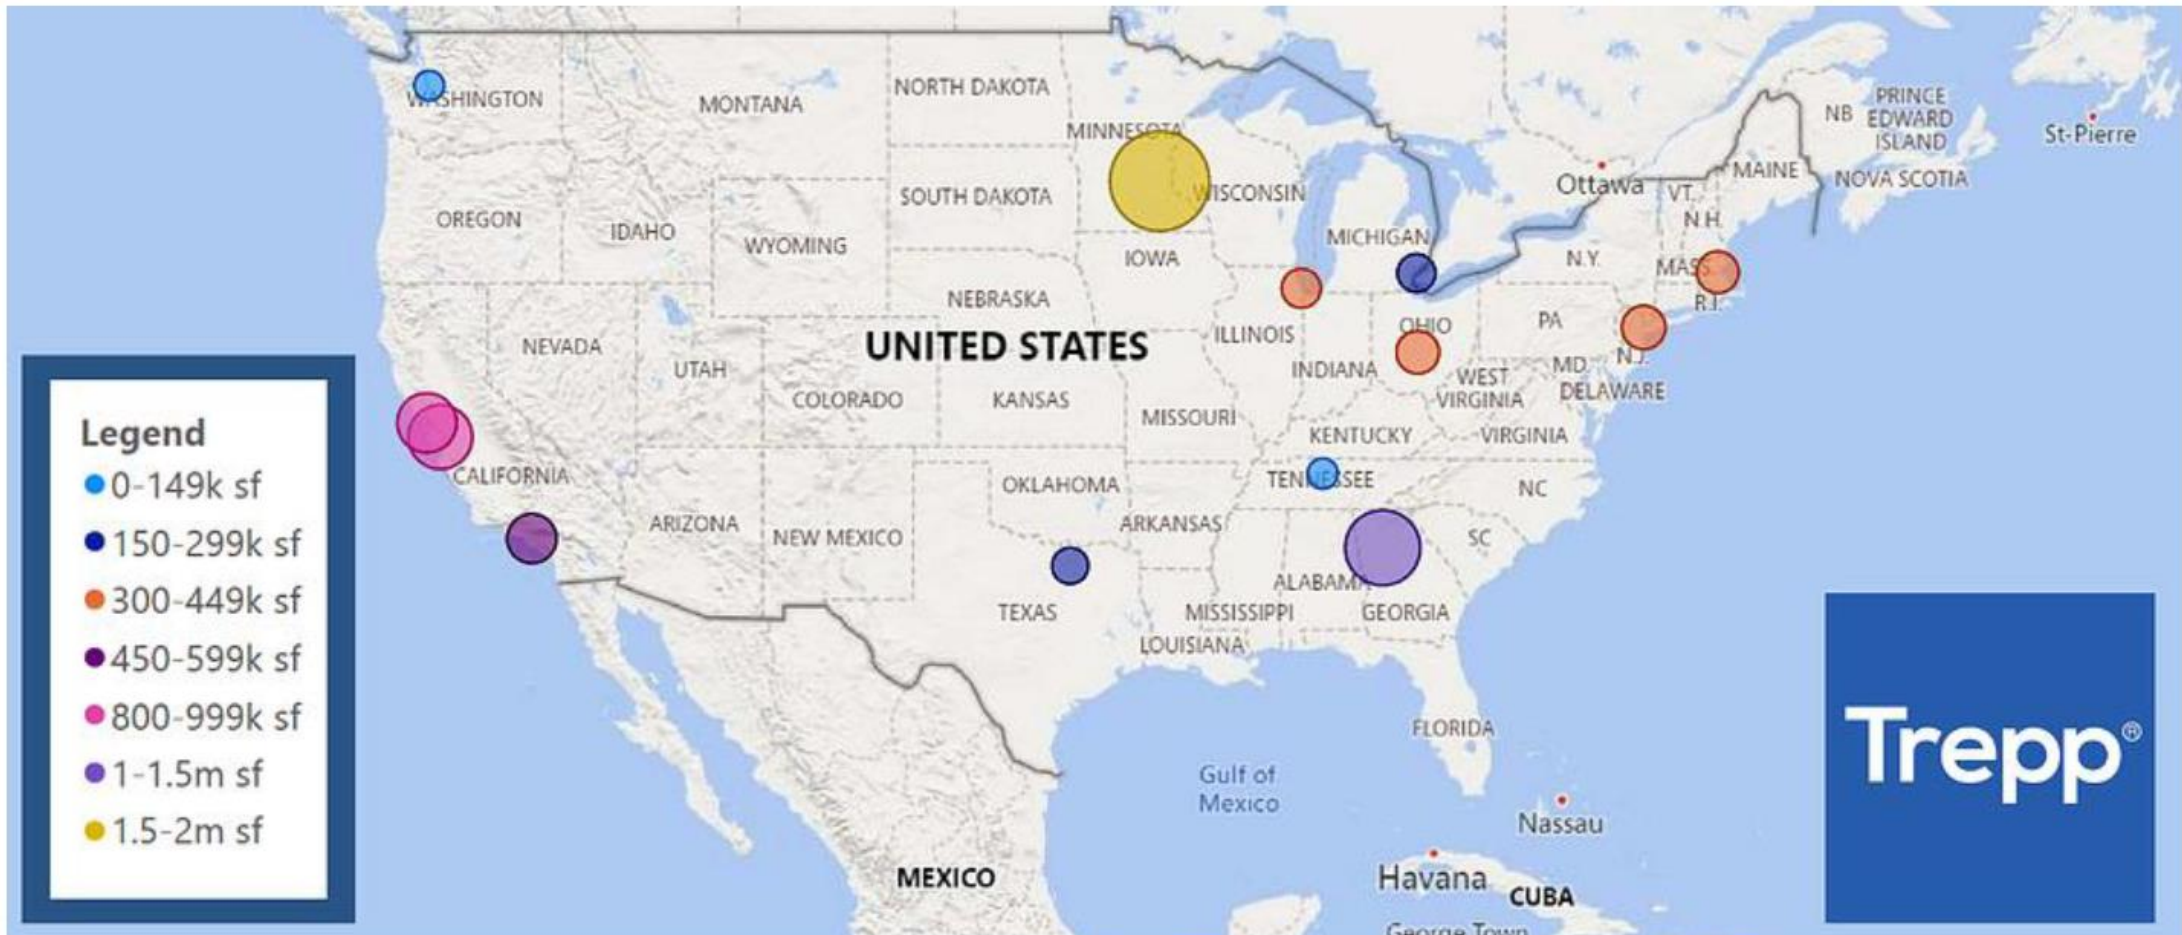 NORTH DAKOTA
MONTANA
WASHINGTON
MINNESOTA
NB
PRINCE
EDWARD
ISLAND
St-Pierre
Ottawa
MAINE
NOVA SCOTIA
VT.
N.H.
SOUTH DAKOTA
WISCONSIN
OREGON
IDAHO
WYOMING
MICHIGAN
IOWA
N.Y.
MASS.
R.I.
NEBRASKA
ILLINOIS
OHIO
PA
NEVADA
UNITED STATES
UTAH
INDIANA
N.J.
MD.
WEST
VIRGINIA
DELAWARE
COLORADO
KANSAS
MISSOURI
KENTUCKY
VIRGINIA
CALIFORNIA
OKLAHOMA
TENNESSEE
NC
ARIZONA
NEW MEXICO
ARKANSAS
SC
ALABAMA
TEXAS
MISSISSIPPI
GEORGIA
LOUISIANA
FLORIDA
Gulf of
Mexico
Nassau
MEXICO
Havana
CUBA
George Town
Legend
0-149k sf
150-299k sf
300-449k sf
450-599k sf
800-999k sf
1-1.5m sf
1.5-2m sf
Trepp®